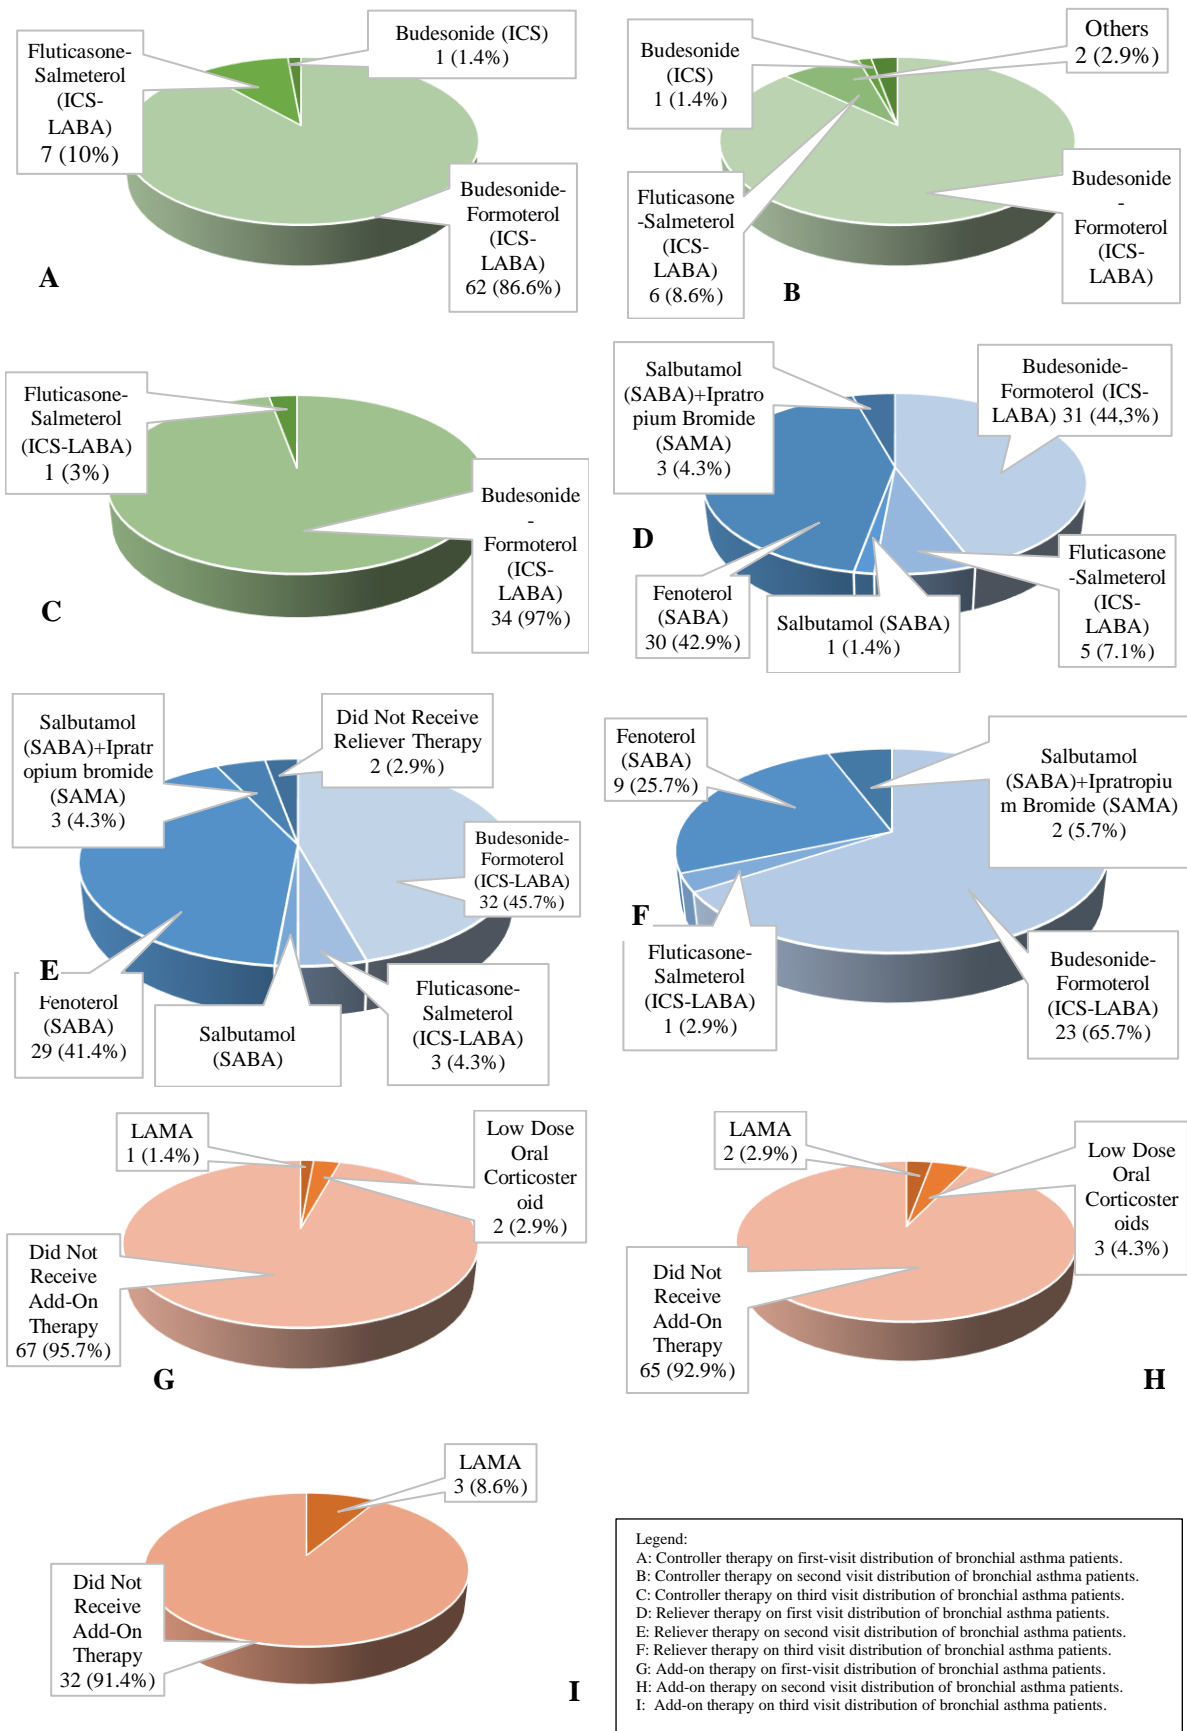 Fluticasone-
Salmeterol
(ICS-
LABA)
7 (10%)
Budesonide (ICS)
1 (1.4%)
Budesonide-
Formoterol
(ICS-
LABA)
62 (86.6%)
A
Budesonide
(ICS)
1 (1.4%)
Others
2 (2.9%)
Fluticasone
-Salmeterol
(ICS-
LABA)
6 (8.6%)
Budesonide
-
Formoterol
(ICS-
LABA)
B
Fluticasone-
Salmeterol
(ICS-LABA)
1 (3%)
Budesonide
-
Formoterol
(ICS-
LABA)
34 (97%)
C
Salbutamol
(SABA)+Ipratro
pium Bromide
(SAMA)
3 (4.3%)
Budesonide-
Formoterol (ICS-
LABA) 31 (44,3%)
D
Fenoterol
(SABA)
30 (42.9%)
Salbutamol (SABA)
1 (1.4%)
Fluticasone
-Salmeterol
(ICS-
LABA)
5 (7.1%)
Salbutamol
(SABA)+Ipratr
opium bromide
(SAMA)
3 (4.3%)
Did Not Receive
Reliever Therapy
2 (2.9%)
Budesonide-
Formoterol
(ICS-LABA)
32 (45.7%)
E
Fenoterol
(SABA)
29 (41.4%)
Salbutamol
(SABA)
Fluticasone-
Salmeterol
(ICS-LABA)
3 (4.3%)
Fenoterol
(SABA)
9 (25.7%)
Salbutamol
(SABA)+Ipratropiu
m Bromide (SAMA)
2 (5.7%)
F
Fluticasone-
Salmeterol
(ICS-LABA)
1 (2.9%)
Budesonide-
Formoterol
(ICS-LABA)
23 (65.7%)
LAMA
1 (1.4%)
Low Dose
Oral
Corticoster
oid
2 (2.9%)
Did Not
Receive
Add-On
Therapy
67 (95.7%)
G
LAMA
2 (2.9%)
Low Dose
Oral
Corticoster
oids
3 (4.3%)
Did Not
Receive
Add-On
Therapy
65 (92.9%)
H
LAMA
3 (8.6%)
Did Not
Receive
Add-On
Therapy
32 (91.4%)
I
Legend:
A: Controller therapy on first-visit distribution of bronchial asthma patients.
B: Controller therapy on second visit distribution of bronchial asthma patients.
C: Controller therapy on third visit distribution of bronchial asthma patients.
D: Reliever therapy on first visit distribution of bronchial asthma patients.
E: Reliever therapy on second visit distribution of bronchial asthma patients.
F: Reliever therapy on third visit distribution of bronchial asthma patients.
G: Add-on therapy on first-visit distribution of bronchial asthma patients.
H: Add-on therapy on second visit distribution of bronchial asthma patients.
I: Add-on therapy on third visit distribution of bronchial asthma patients.